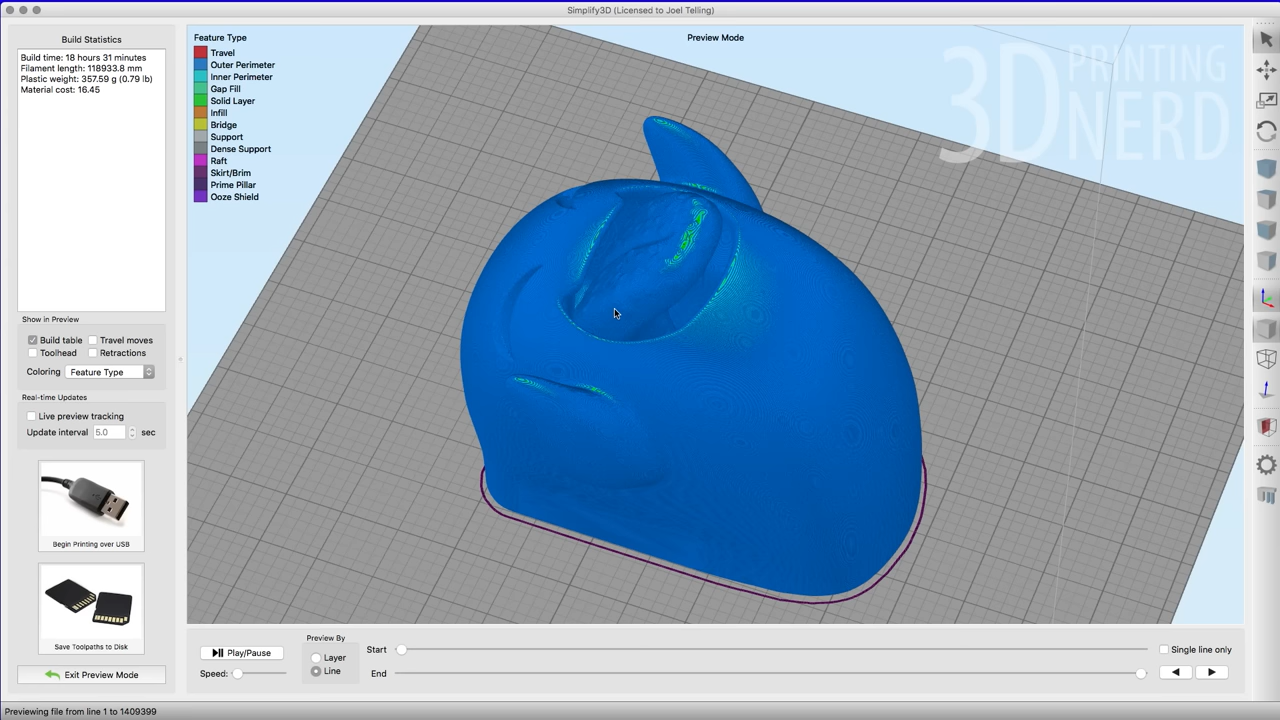 Simplify3D (Licensed to Joel Telling)
Build Statistics
Build time: 18 hours 31 minutes
Filament length: 118933.8 mm
Plastic weight: 357.59 g (0.79 lb)
Material cost: 16.45
Show in Preview
Build table
Travel moves
Toolhead
Retractions
Coloring
Feature Type
Real-time Updates
Live preview tracking
Update interval 5.0 sec
Begin Printing over USB
Save Toolpaths to Disk
Exit Preview Mode
Feature Type
Travel
Outer Perimeter
Inner Perimeter
Gap Fill
Solid Layer
Infill
Bridge
Support
Dense Support
Raft
Skirt/Brim
Prime Pillar
Ooze Shield
Preview Mode
3D PRINTING
NERD
Play/Pause
Speed:
Preview By
Layer
Line
Start
End
Single line only
Previewing file from line 1 to 1409399